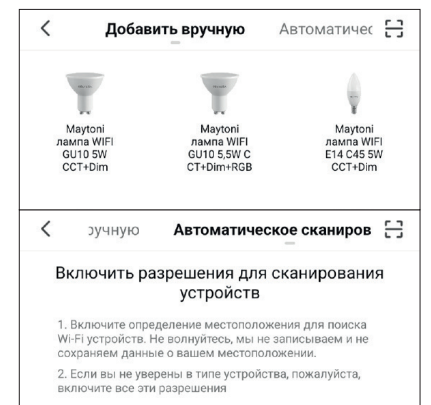 Добавить вручную Автоматичес
Maytoni
лампа WIFI
GU10 5W
CCT+Dim
Maytoni
лампа WIFI
GU10 5,5W C
CT+Dim+RGB
Maytoni
лампа WIFI
E14 C45 5W
CCT+Dim
ручную Автоматическое сканиров
Включить разрешения для сканирования
устройств
1. Включите определение местоположения для поиска
Wi-Fi устройств. Не волнуйтесь, мы не записываем и не
сохраняем данные о вашем местоположении.
2. Если вы не уверены в типе устройства, пожалуйста,
включите все эти разрешения